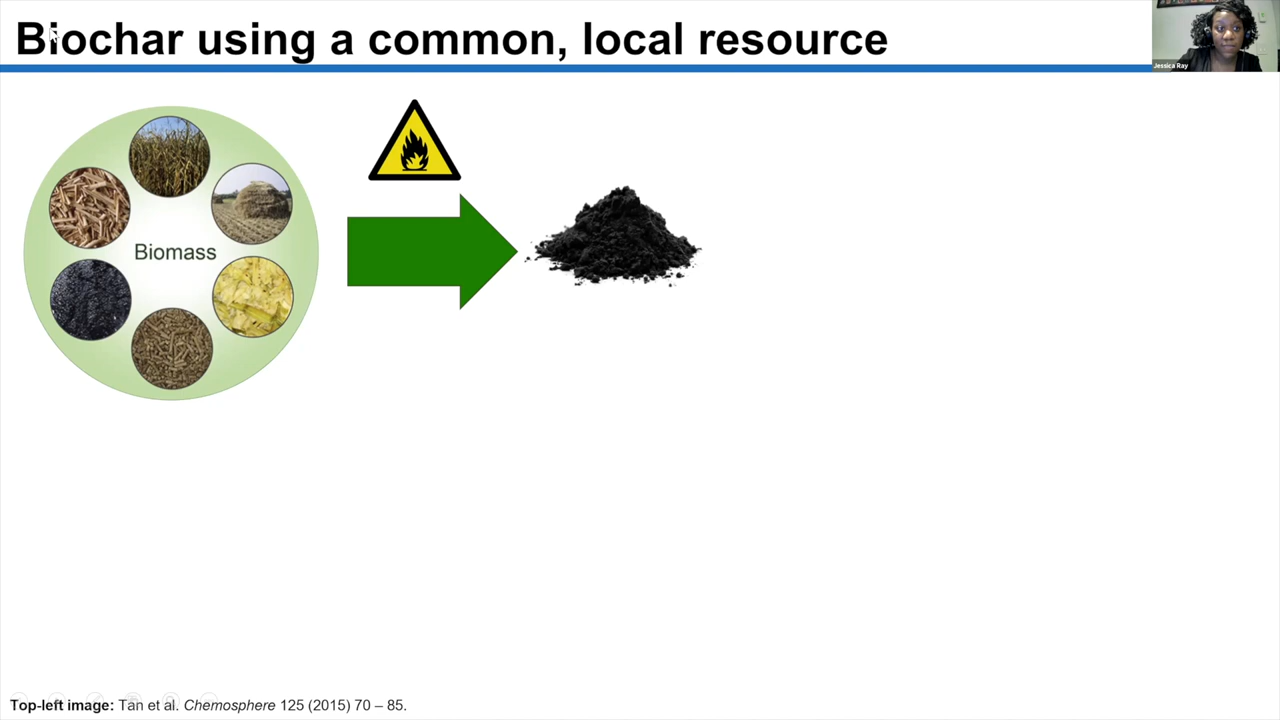 Biochar using a common, local resource
Jessica Ray
Biomass
Top-left image: Tan et al. Chemosphere 125 (2015) 70 – 85.